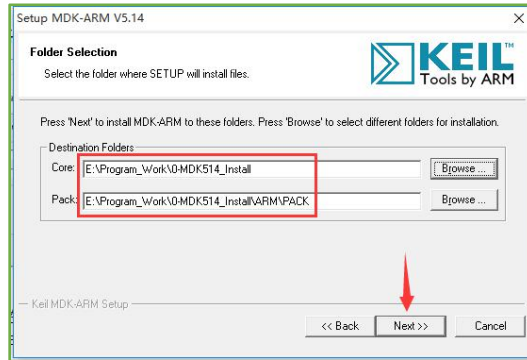 Setup MDK-ARM V5.14
Folder Selection
Select the folder where SETUP will install files.
KEIL™
Tools by ARM
Press 'Next' to install MDK-ARM to these folders. Press 'Browse' to select different folders for installation.
Destination Folders
Core: E:\Program_Work\0-MDK514_Install Browse ...
Pack: E:\Program_Work\0-MDK514_Install\ARM\PACK Browse ...
Keil MDK-ARM Setup
<< Back Next >> Cancel